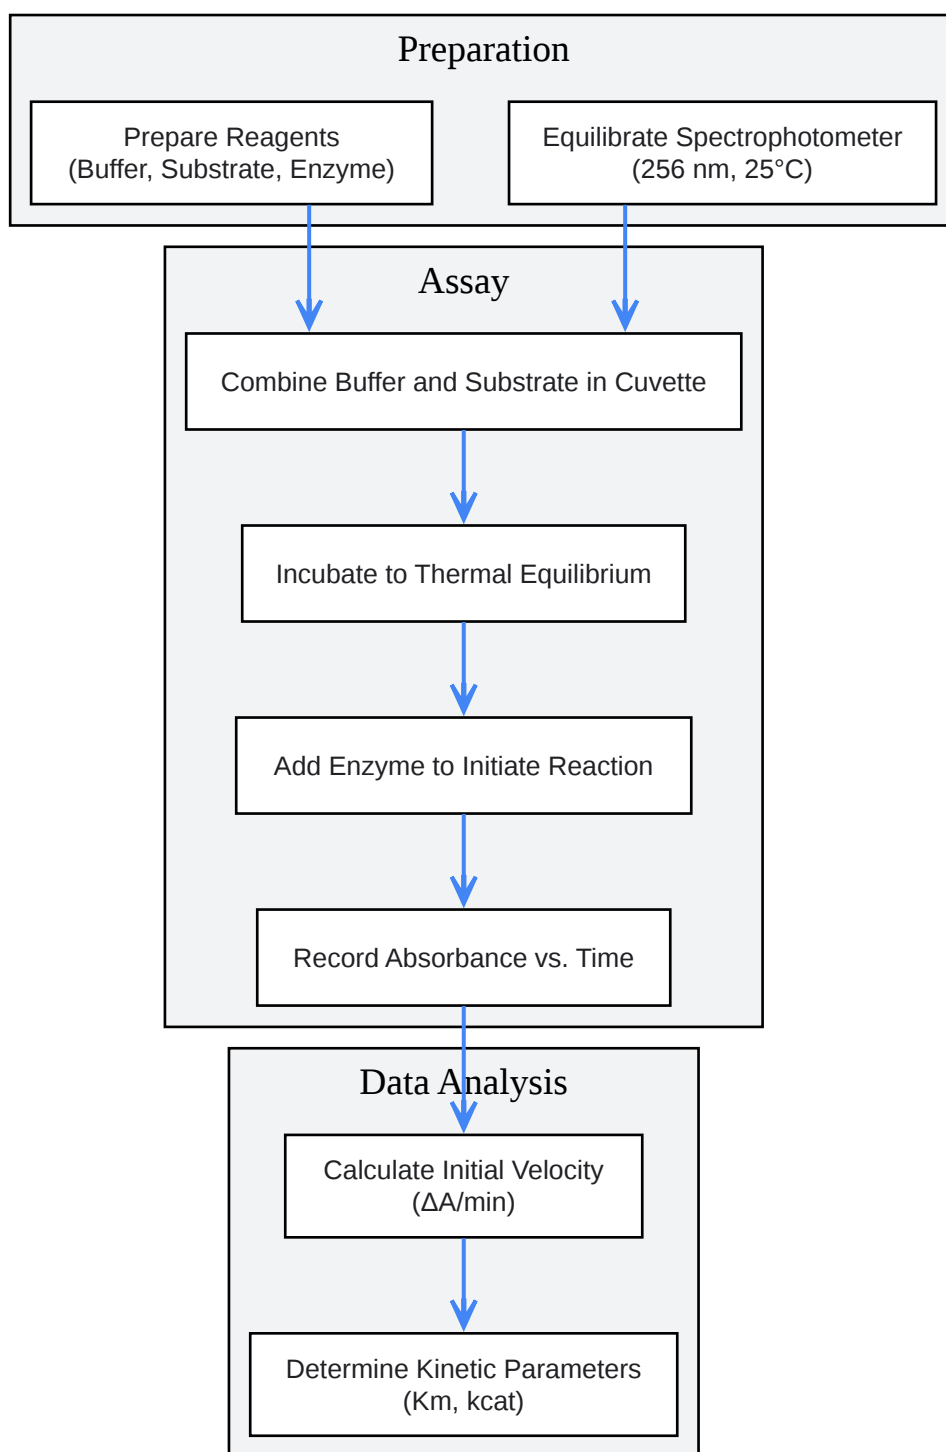 Preparation
Prepare Reagents
(Buffer, Substrate, Enzyme)
Equilibrate Spectrophotometer
(256 nm, 25°C)
Assay
Combine Buffer and Substrate in Cuvette
Incubate to Thermal Equilibrium
Add Enzyme to Initiate Reaction
Record Absorbance vs. Time
Data Analysis
Calculate Initial Velocity
(ΔA/min)
Determine Kinetic Parameters
(Km, kcat)